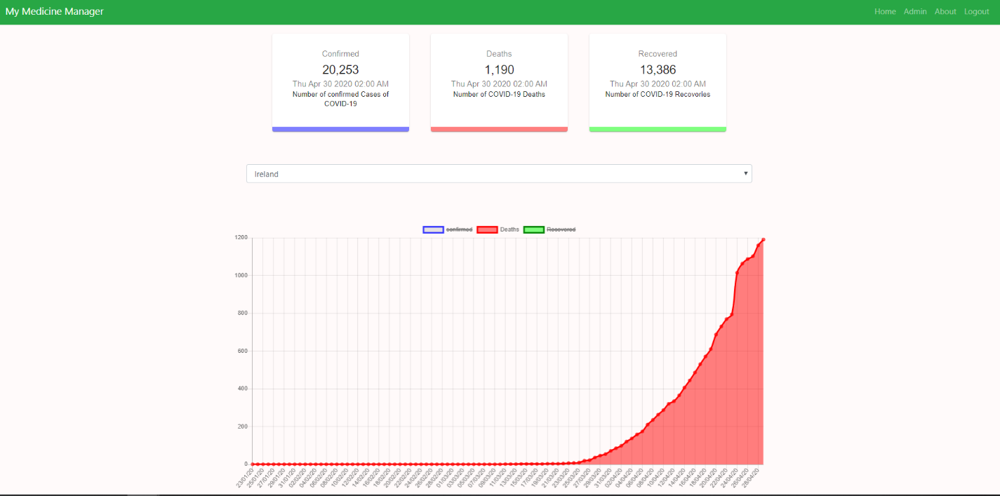 My Medicine Manager
Home Admin About Logout
Confirmed
20,253
Thu Apr 30 2020 02:00 AM
Number of confirmed Cases of
COVID-19
Deaths
1,190
Thu Apr 30 2020 02:00 AM
Number of COVID-19 Deaths
Recovered
13,386
Thu Apr 30 2020 02:00 AM
Number of COVID-19 Recovories
Ireland
confirmed Deaths Recovered
1200
1000
800
600
400
200
0
23/01/20 25/01/20 27/01/20 29/01/20 31/01/20 02/02/20 04/02/20 06/02/20 08/02/20 10/02/20 12/02/20 14/02/20 16/02/20 18/02/20 20/02/20 22/02/20 24/02/20 26/02/20 28/02/20 01/03/20 03/03/20 05/03/20 07/03/20 09/03/20 11/03/20 13/03/20 15/03/20 17/03/20 19/03/20 21/03/20 23/03/20 25/03/20 27/03/20 29/03/20 31/03/20 02/04/20 04/04/20 06/04/20 08/04/20 10/04/20 12/04/20 14/04/20 16/04/20 18/04/20 20/04/20 22/04/20 24/04/20 26/04/20 28/04/20